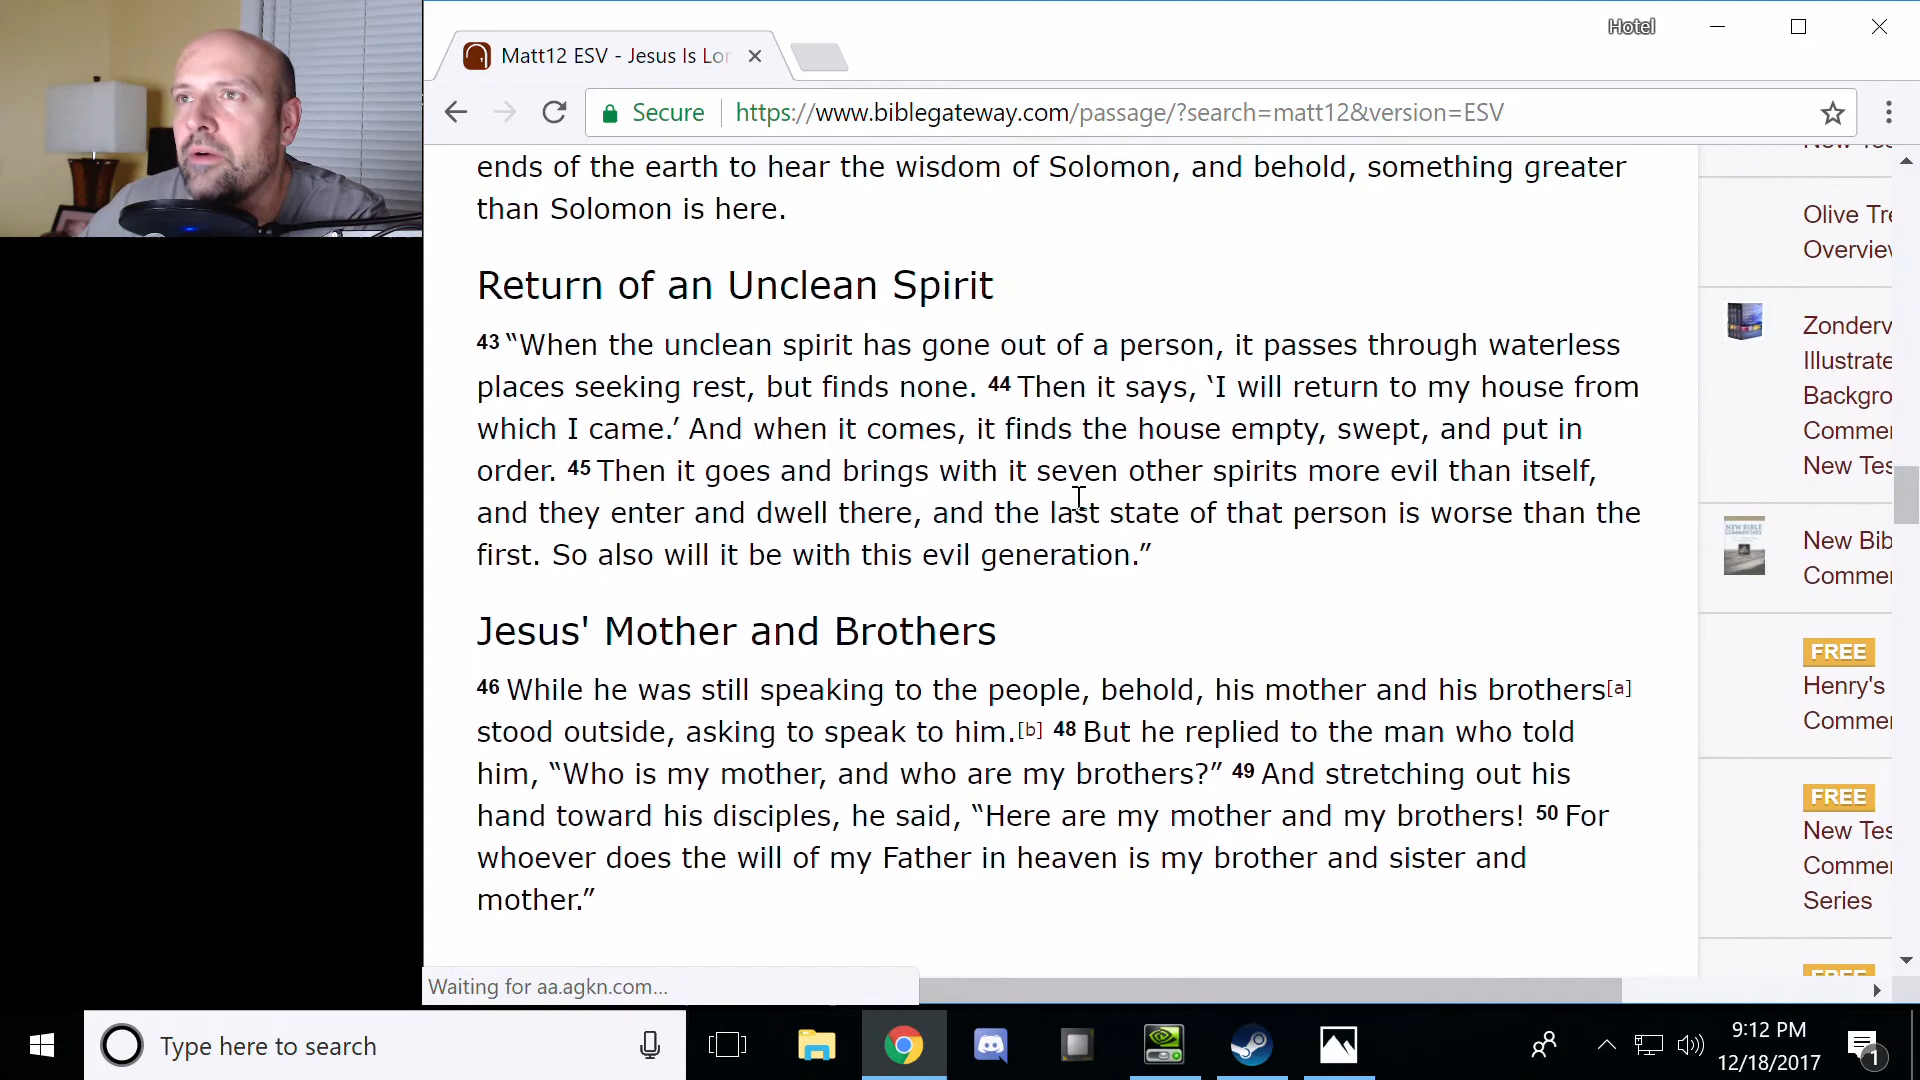 Hotel
Matt12 ESV - Jesus Is Lor
Secure https://www.biblegateway.com/passage/?search=matt12&version=ESV
ends of the earth to hear the wisdom of Solomon, and behold, something greater
than Solomon is here.
Return of an Unclean Spirit
43 “When the unclean spirit has gone out of a person, it passes through waterless
places seeking rest, but finds none. 44 Then it says, ‘I will return to my house from
which I came.’ And when it comes, it finds the house empty, swept, and put in
order. 45 Then it goes and brings with it seven other spirits more evil than itself,
and they enter and dwell there, and the last state of that person is worse than the
first. So also will it be with this evil generation.”
Jesus' Mother and Brothers
46 While he was still speaking to the people, behold, his mother and his brothers[a]
stood outside, asking to speak to him.[b] 48 But he replied to the man who told
him, “Who is my mother, and who are my brothers?” 49 And stretching out his
hand toward his disciples, he said, “Here are my mother and my brothers! 50 For
whoever does the will of my Father in heaven is my brother and sister and
mother.”
Olive Tre
Overview
Zonderv
Illustrate
Backgro
Commen
New Tes
NEW BIBLE
COMMENTARY
New Bib
Commen
FREE
Henry's
Commen
FREE
New Tes
Commen
Series
FREE
Waiting for aa.agkn.com...
Type here to search
9:12 PM
12/18/2017
1